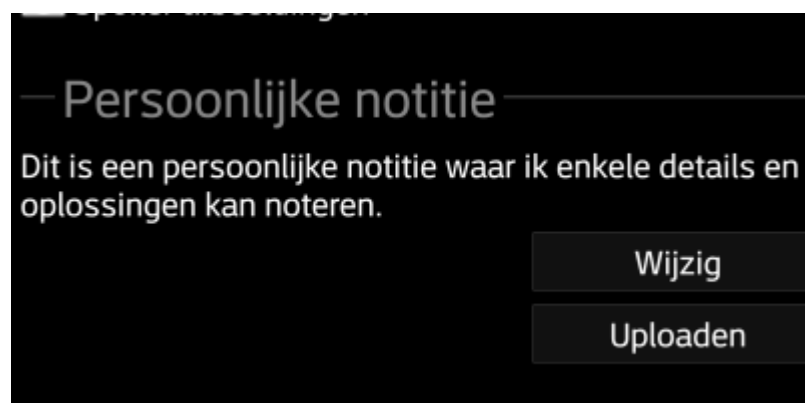 Persoonlijke notitie
Dit is een persoonlijke notitie waar ik enkele details en
oplossingen kan noteren.
Wijzig
Uploaden